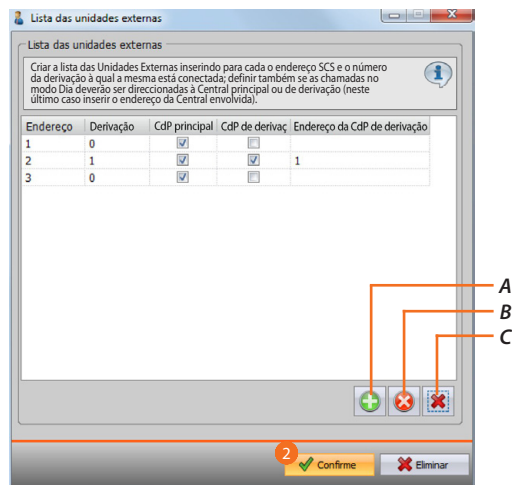 Lista das unidades externas
Lista das unidades externas
Criar a lista das Unidades Externas inserindo para cada o endereço SCS e o número
da derivação à qual a mesma está conectada; definir também se as chamadas no
modo Dia deverão ser direccionadas à Central principal ou de derivação (neste
último caso inserir o endereço da Central envolvida).
Endereço Derivação CdP principal CdP de derivaç Endereço da CdP de derivação
1 0
2 1 1
3 0
A
B
C
2
Confirme Eliminar